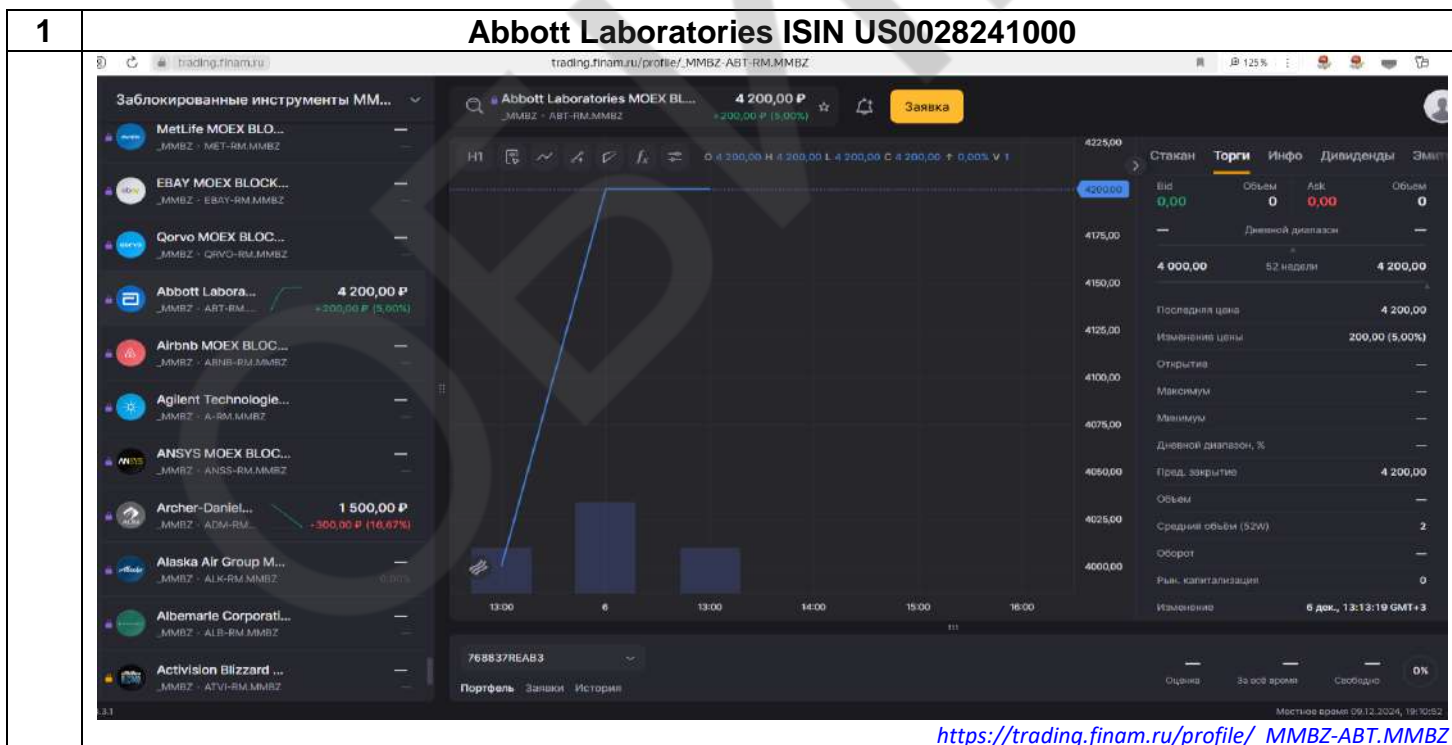 1 Abbott Laboratories ISIN US0028241000
trading.finam.ru trading.finam.ru/profile/_MMBZ-ABT-RM.MMBZ 125 %
Заблокированные инструменты ММ...
MetLife MOEX BLO... —
_MMBZ · MET-RM.MMBZ —
EBAY MOEX BLOCK... —
_MMBZ · EBAY-RM.MMBZ —
Qorvo MOEX BLOC... —
_MMBZ · QRVO-RM.MMBZ —
Abbott Labora... 4 200,00 ₽
_MMBZ · ABT-RM.... +200,00 ₽ (5,00%)
Airbnb MOEX BLOC... —
_MMBZ · ABNB-RM.MMBZ —
Agilent Technologie... —
_MMBZ · A-RM.MMBZ —
ANSYS MOEX BLOC... —
_MMBZ · ANSS-RM.MMBZ —
Archer-Daniel... 1 500,00 ₽
_MMBZ · ADM-RM.... -300,00 ₽ (16,67%)
Alaska Air Group M... —
_MMBZ · ALK-RM.MMBZ 0,00%
Albemarle Corporati... —
_MMBZ · ALB-RM.MMBZ —
Activision Blizzard ... —
_MMBZ · ATVI-RM.MMBZ —
Abbott Laboratories MOEX BL... 4 200,00 ₽ Заявка
_MMBZ · ABT-RM.MMBZ +200,00 ₽ (5,00%)
H1 O 4 200,00 H 4 200,00 L 4 200,00 C 4 200,00 ↑ 0,00% V 1
4225,00
4200,00
4175,00
4150,00
4125,00
4100,00
4075,00
4050,00
4025,00
4000,00
13:00 6 13:00 14:00 15:00 16:00
Стакан Торги Инфо Дивиденды Эмит
Bid Объем Ask Объем
0,00 0 0,00 0
— Дневной диапазон —
4 000,00 52 недели 4 200,00
Последняя цена 4 200,00
Изменение цены 200,00 (5,00%)
Открытие —
Максимум —
Минимум —
Дневной диапазон, % —
Пред. закрытие 4 200,00
Объем —
Средний объём (52W) 2
Оборот —
Рын. капитализация 0
Изменение 6 дек., 13:13:19 GMT+3
768837REAB3
Портфель Заявки История
— — — 0%
Оценка За всё время Свободно
.3.1 Местное время 09.12.2024, 19:10:52
https://trading.finam.ru/profile/_MMBZ-ABT.MMBZ